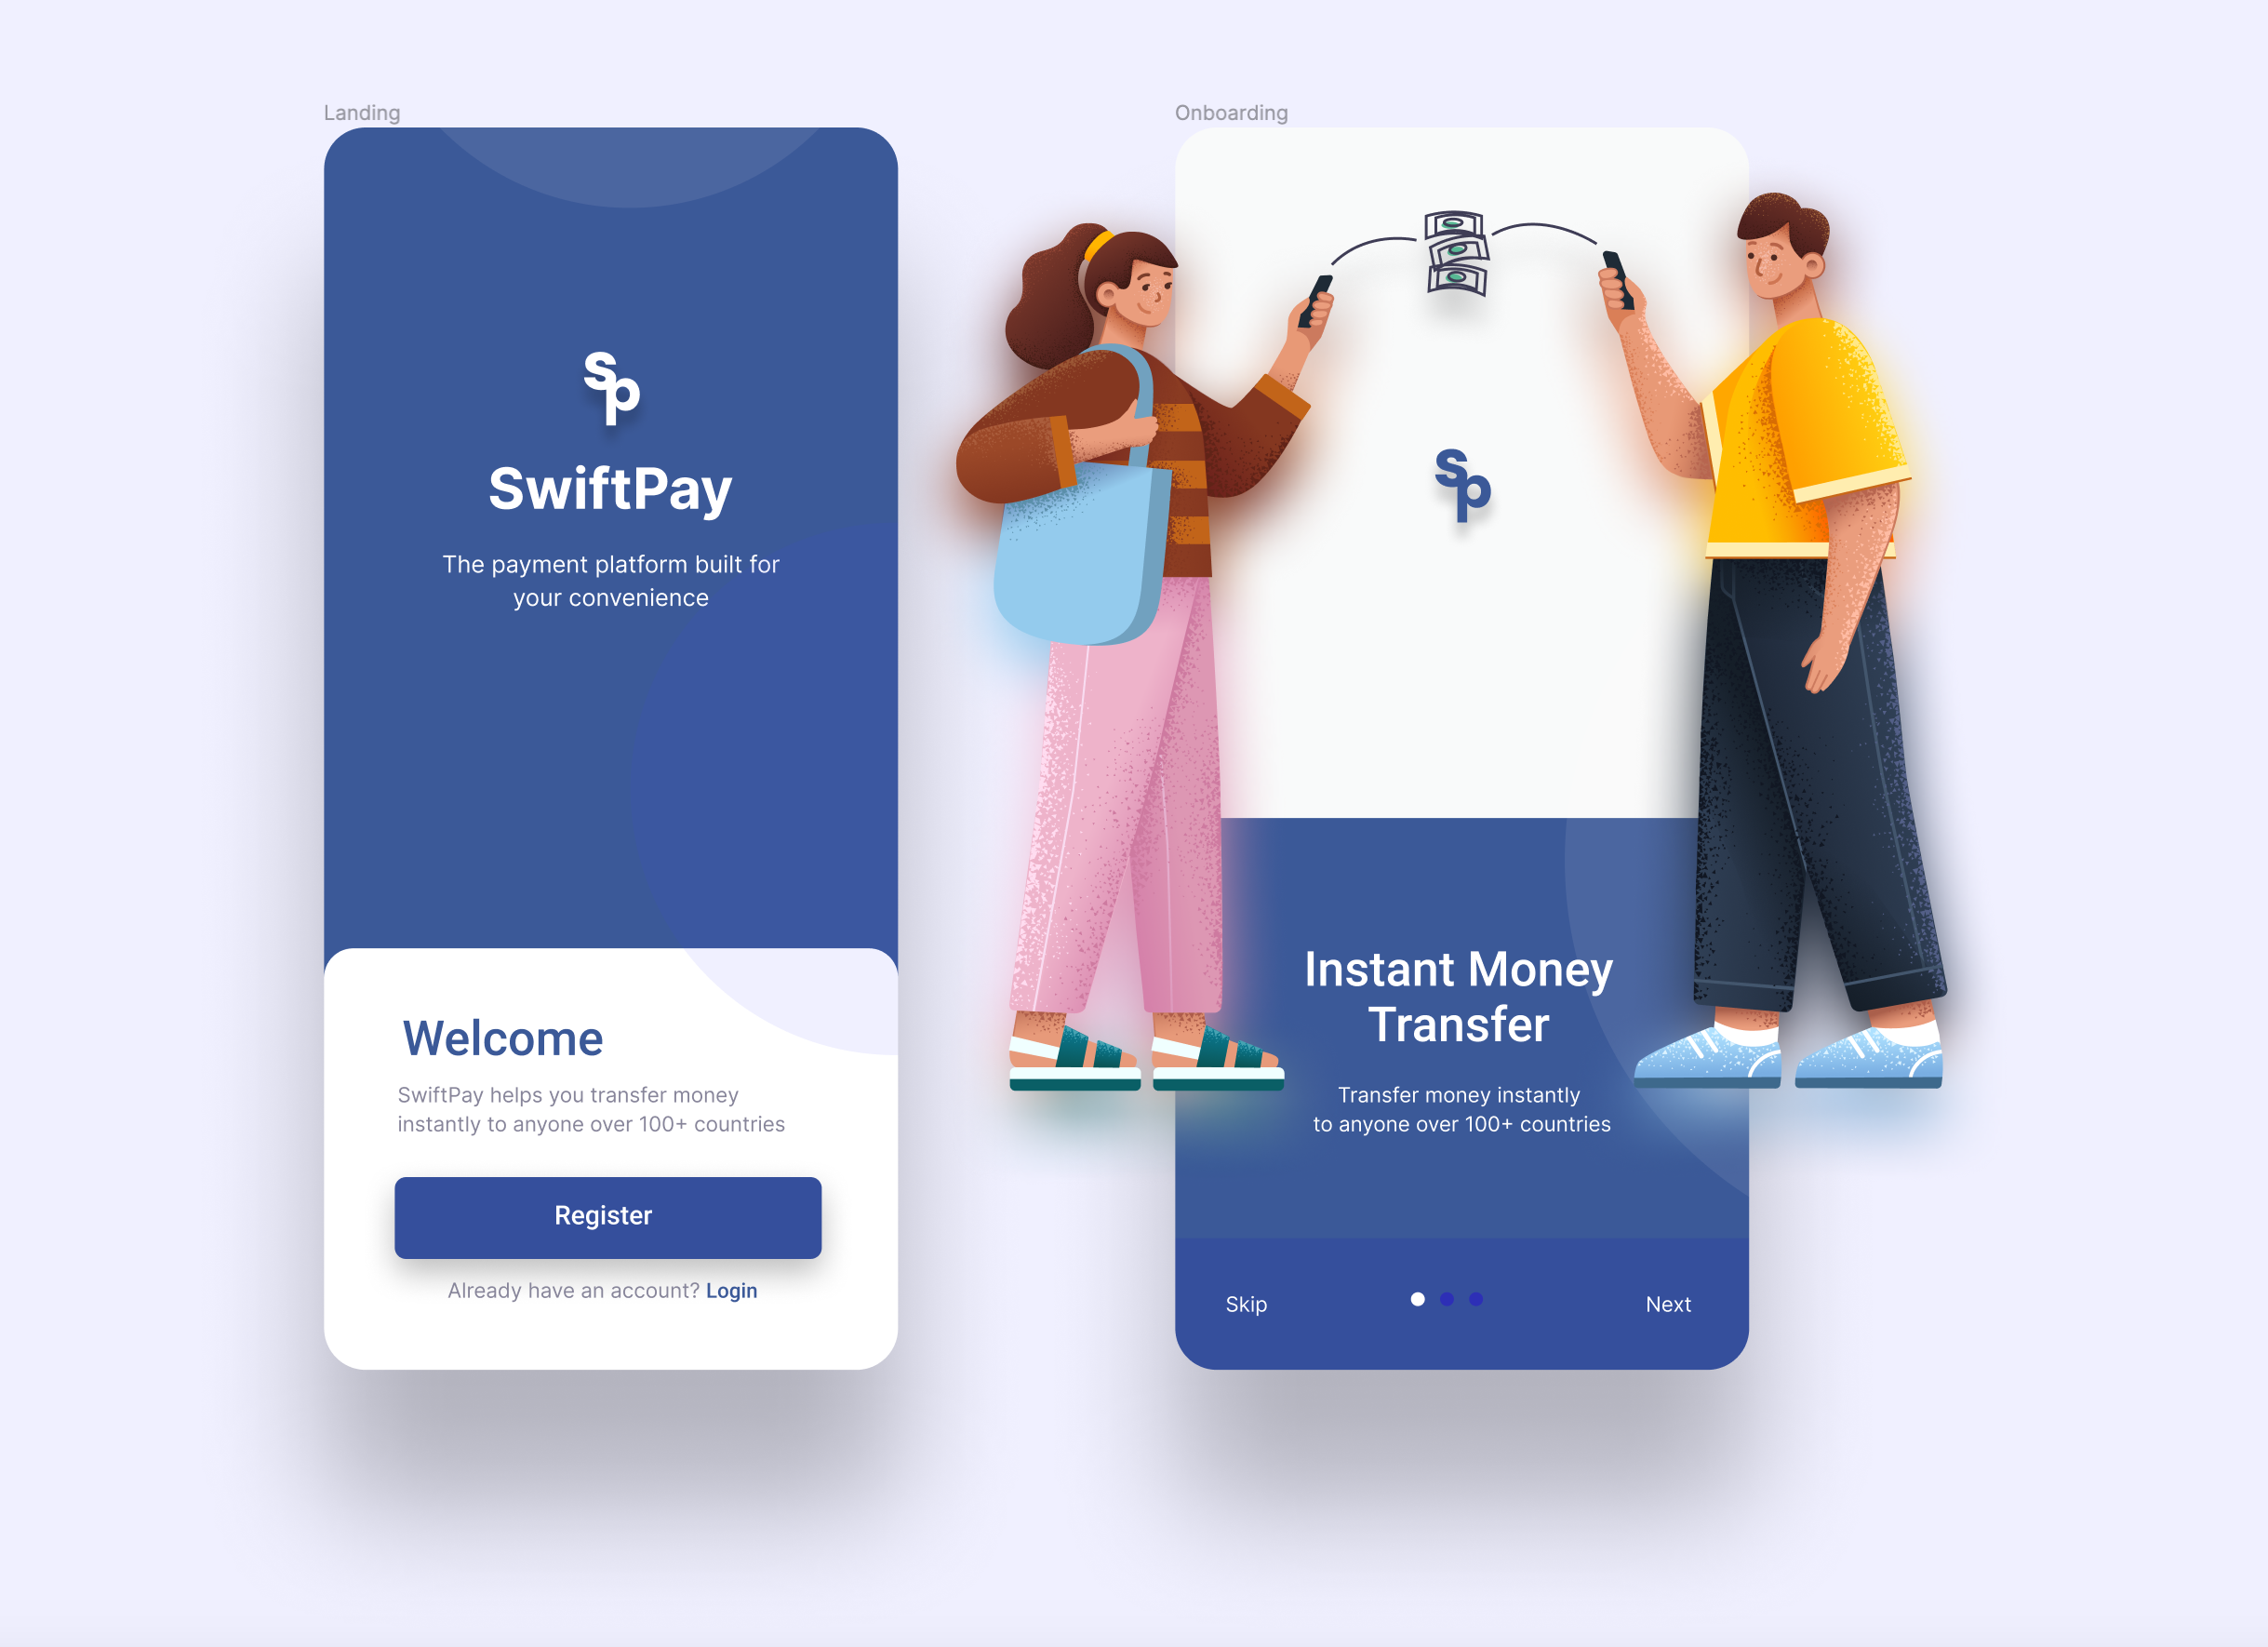 Landing
sp
SwiftPay
The payment platform built for
your convenience
Welcome
SwiftPay helps you transfer money
instantly to anyone over 100+ countries
Register
Already have an account? Login
Onboarding
sp
Instant Money
Transfer
Transfer money instantly
to anyone over 100+ countries
Skip
Next